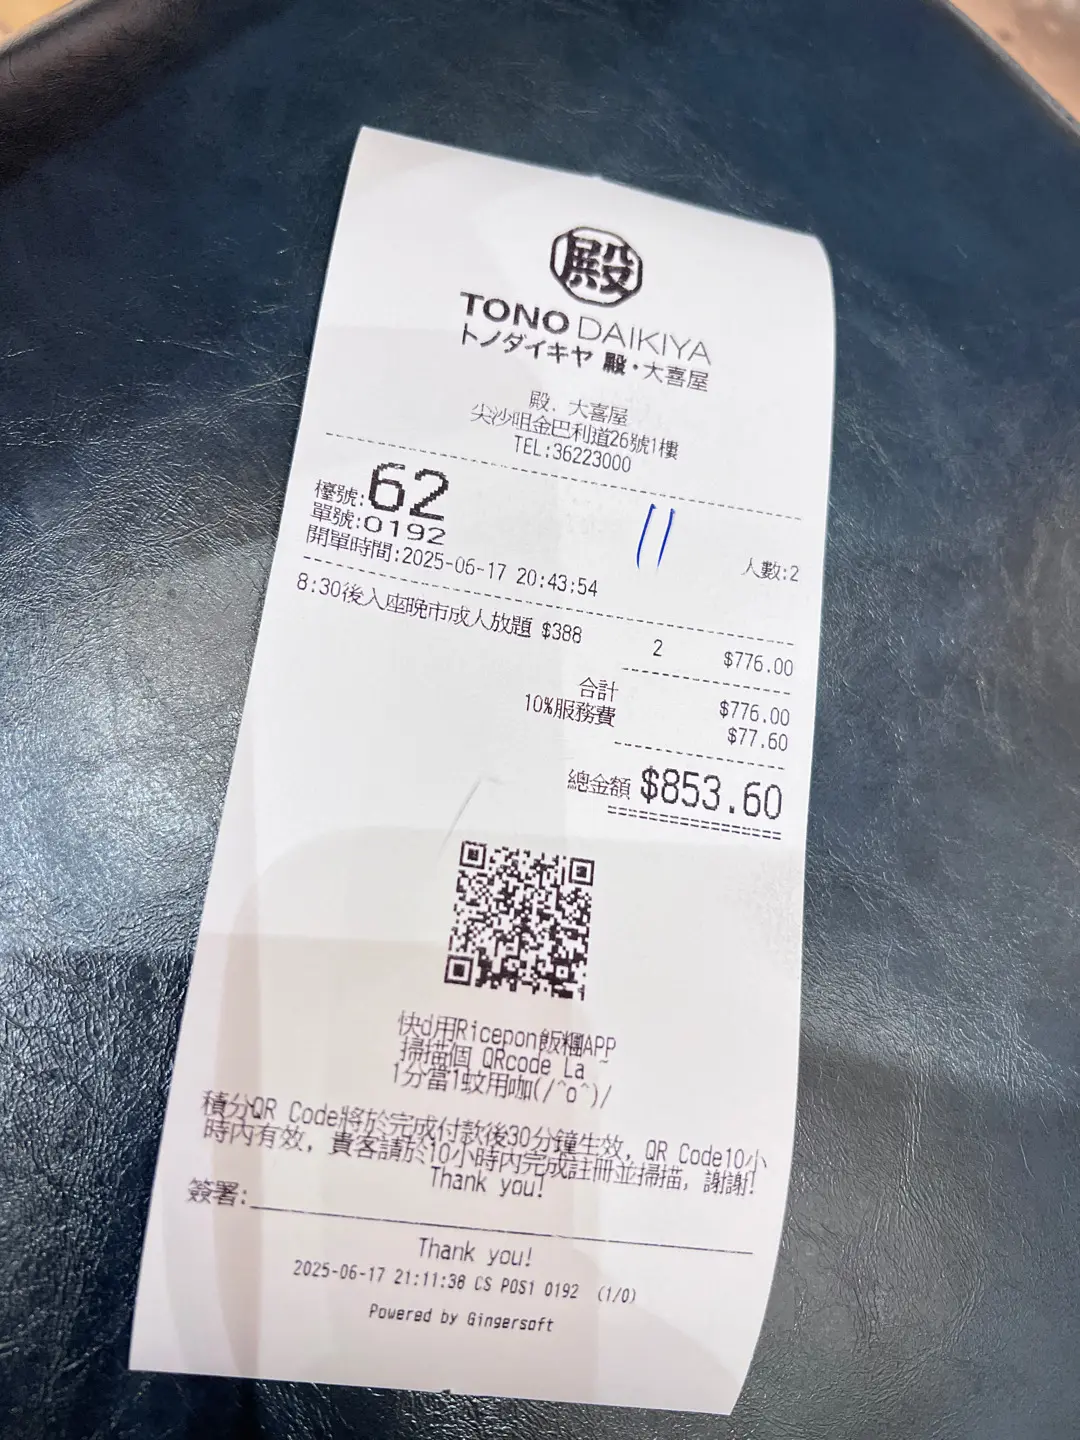 殿
TONO DAIKIYA
トノダイキヤ 殿・大喜屋
殿．大喜屋
尖沙咀金巴利道26號1樓
TEL:36223000
檯號:62
單號:0192
11
人數:2
開單時間:2025-06-17 20:43:54
8:30後入座晚市成人放題 $388 2 $776.00
合計 $776.00
10%服務費 $77.60
總金額 $853.60
快d用Ricepon飯糰APP
掃描個 QRcode La ~
1分當1蚊用咖(/^o^)/
積分QR Code將於完成付款後30分鐘生效, QR Code10小
時內有效, 貴客請於10小時內完成註冊並掃描, 謝謝!
Thank you!
簽署:
Thank you!
2025-06-17 21:11:38 CS POS1 0192 (1/0)
Powered by Gingersoft